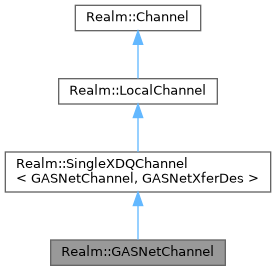 Realm::Channel
Realm::LocalChannel
Realm::SingleXDQChannel
< GASNetChannel, GASNetXferDes >
Realm::GASNetChannel